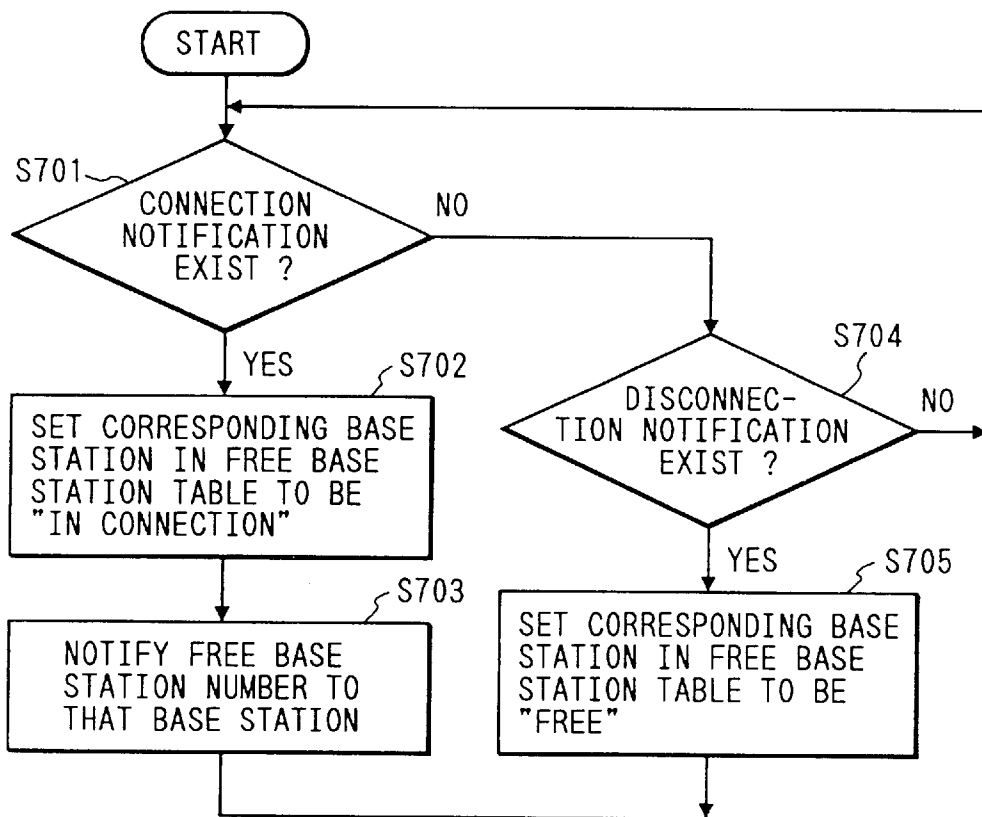 START
S701
CONNECTION
NOTIFICATION
EXIST ?
NO
YES
S702
SET CORRESPONDING BASE
STATION IN FREE BASE
STATION TABLE TO BE
"IN CONNECTION"
S703
NOTIFY FREE BASE
STATION NUMBER TO
THAT BASE STATION
S704
DISCONNEC-
TION NOTIFICATION
EXIST ?
NO
YES
S705
SET CORRESPONDING BASE
STATION IN FREE BASE
STATION TABLE TO BE
"FREE"